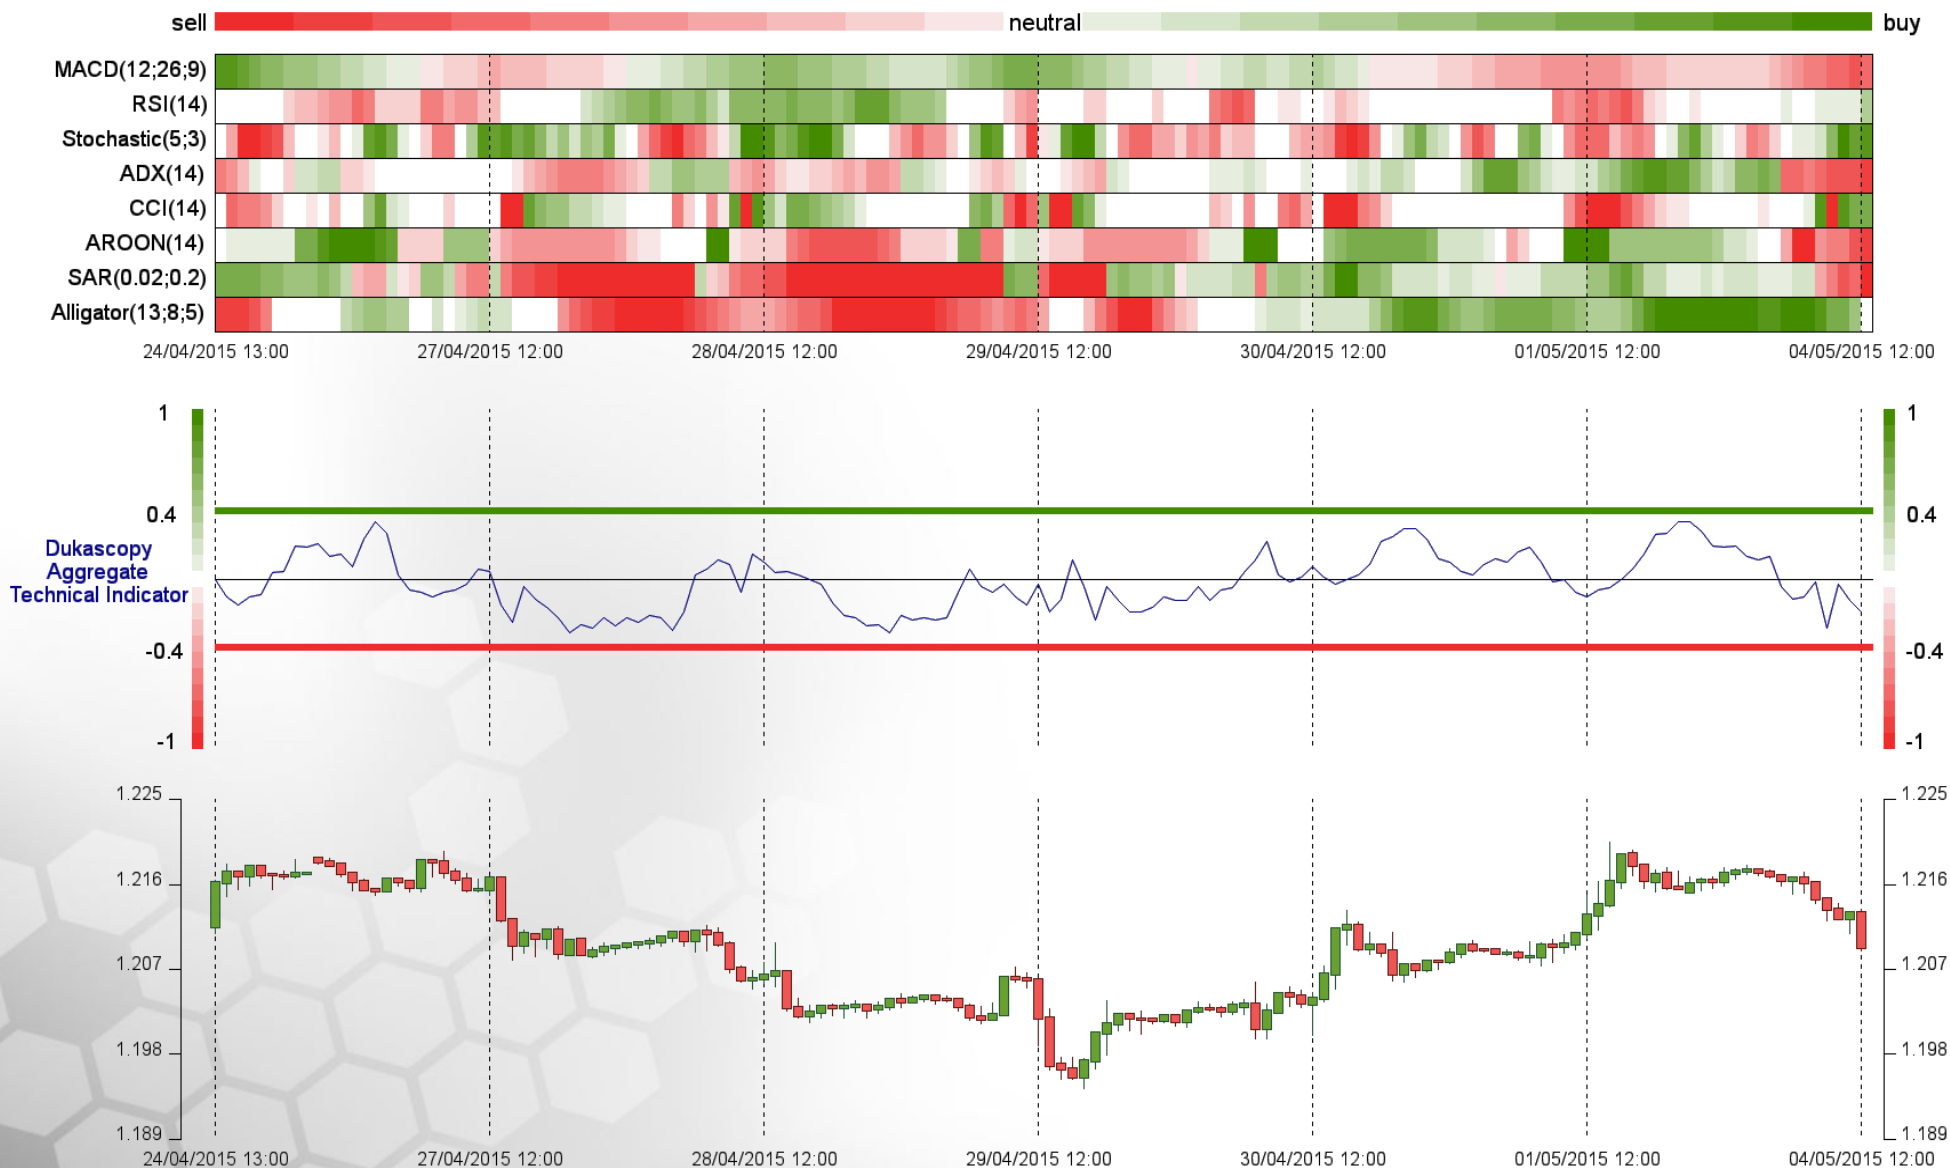 sell neutral buy
MACD(12;26;9)
RSI(14)
Stochastic(5;3)
ADX(14)
CCI(14)
AROON(14)
SAR(0.02;0.2)
Alligator(13;8;5)
24/04/2015 13:00 27/04/2015 12:00 28/04/2015 12:00 29/04/2015 12:00 30/04/2015 12:00 01/05/2015 12:00 04/05/2015 12:00
1 1
0.4 0.4
Dukascopy
Aggregate
Technical Indicator
-0.4 -0.4
-1 -1
1.225 1.225
1.216 1.216
1.207 1.207
1.198 1.198
1.189 1.189
24/04/2015 13:00 27/04/2015 12:00 28/04/2015 12:00 29/04/2015 12:00 30/04/2015 12:00 01/05/2015 12:00 04/05/2015 12:00